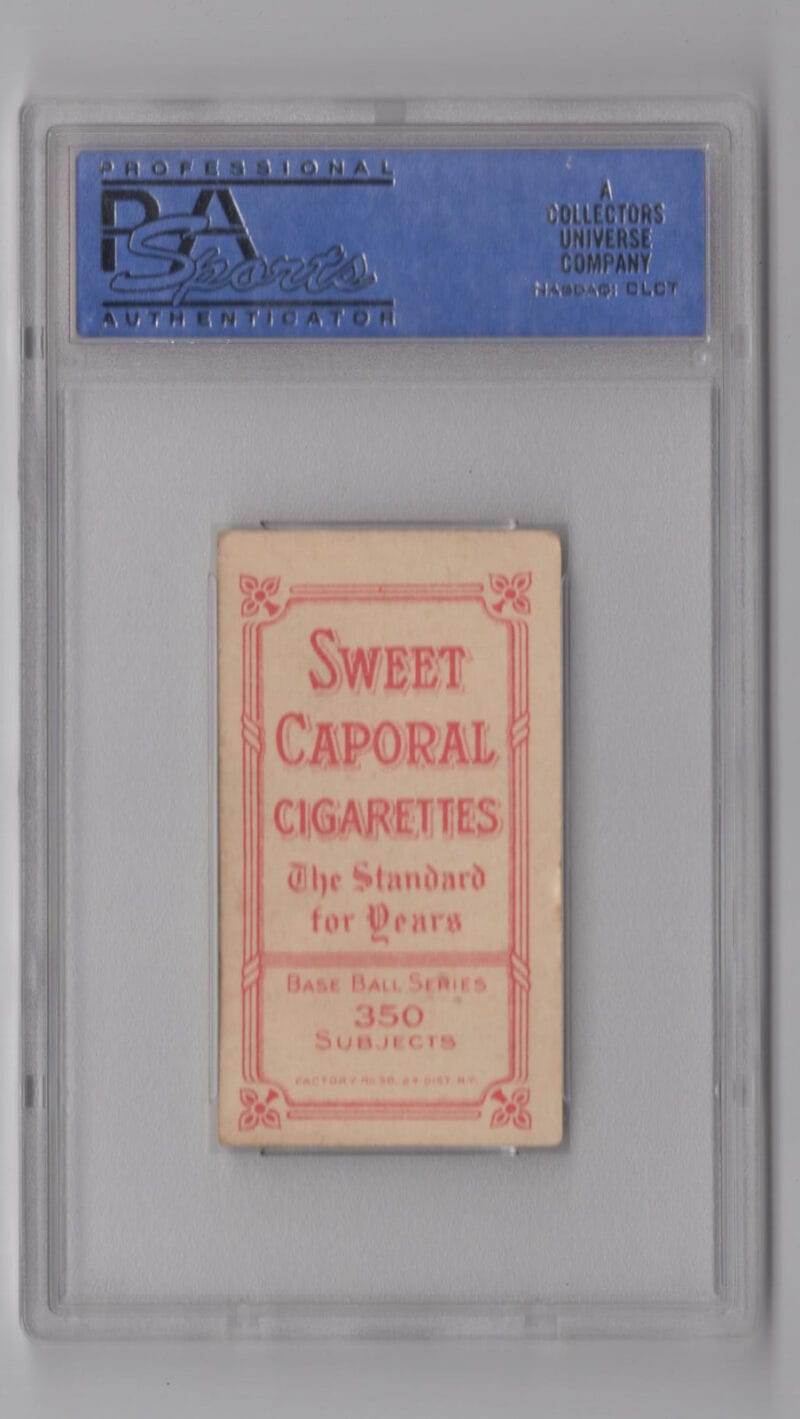 PROFESSIONAL
PSA
Sports
AUTHENTICATOR
A
COLLECTORS
UNIVERSE
COMPANY
NASDAQ: CLCT
SWEET
CAPORAL
CIGARETTES
The Standard
for Years
BASE BALL SERIES
350
SUBJECTS
FACTORY No 30, 2d DIST. N.Y.